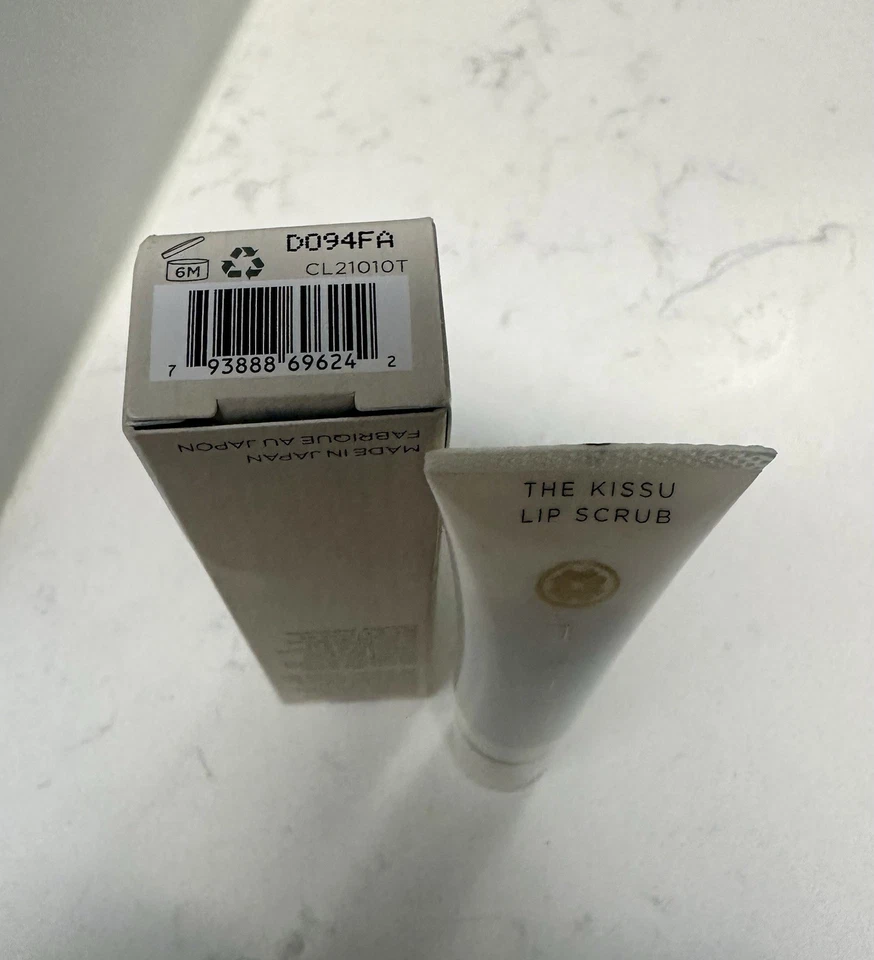 D094FA
6M
CL21010T
7 93888 69624 2
MADE IN JAPAN
FABRIQUE AU JAPON
THE KISSU
LIP SCRUB